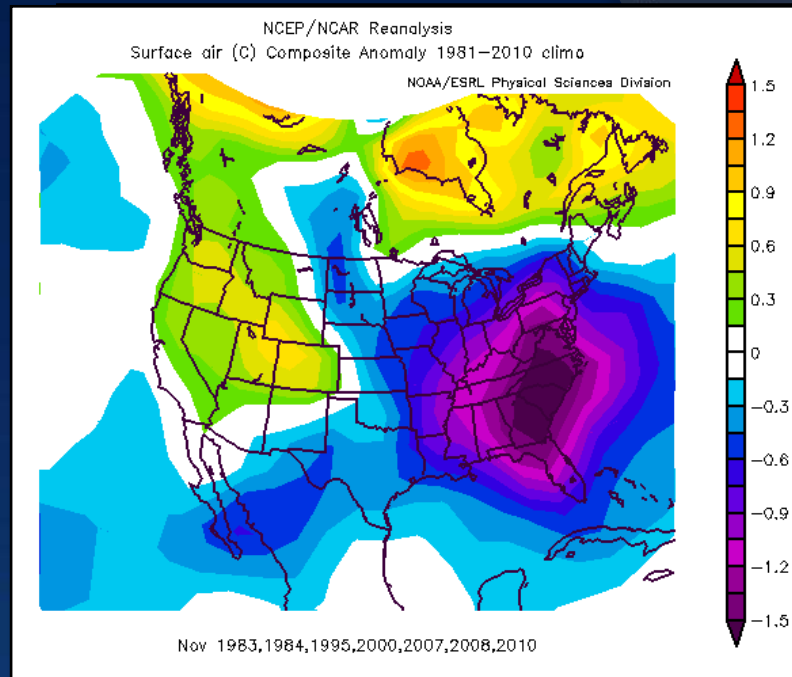 NCEP/NCAR Reanalysis
Surface air (C) Composite Anomaly 1981-2010 climo
NOAA/ESRL Physical Sciences Division
1.5
1.2
0.9
0.6
0.3
0
-0.3
-0.6
-0.9
-1.2
-1.5
Nov 1983,1984,1995,2000,2007,2008,2010